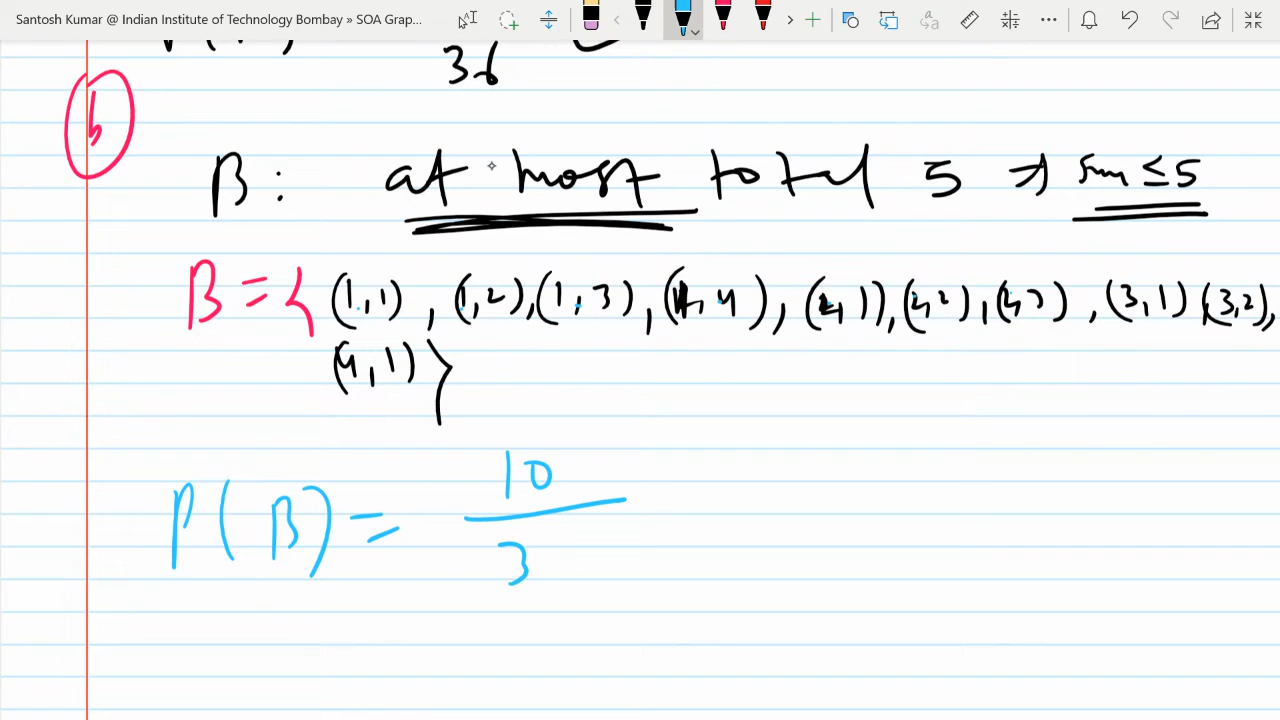 Santosh Kumar @ Indian Institute of Technology Bombay » SOA Grap...
36
b
B: at most total 5 ⇒ Sum ≤ 5
B = { (1,1), (1,2), (1,3), (1,4), (2,1), (2,2), (2,3), (3,1) (3,2),
(4,1) }
P(B) = 10
3